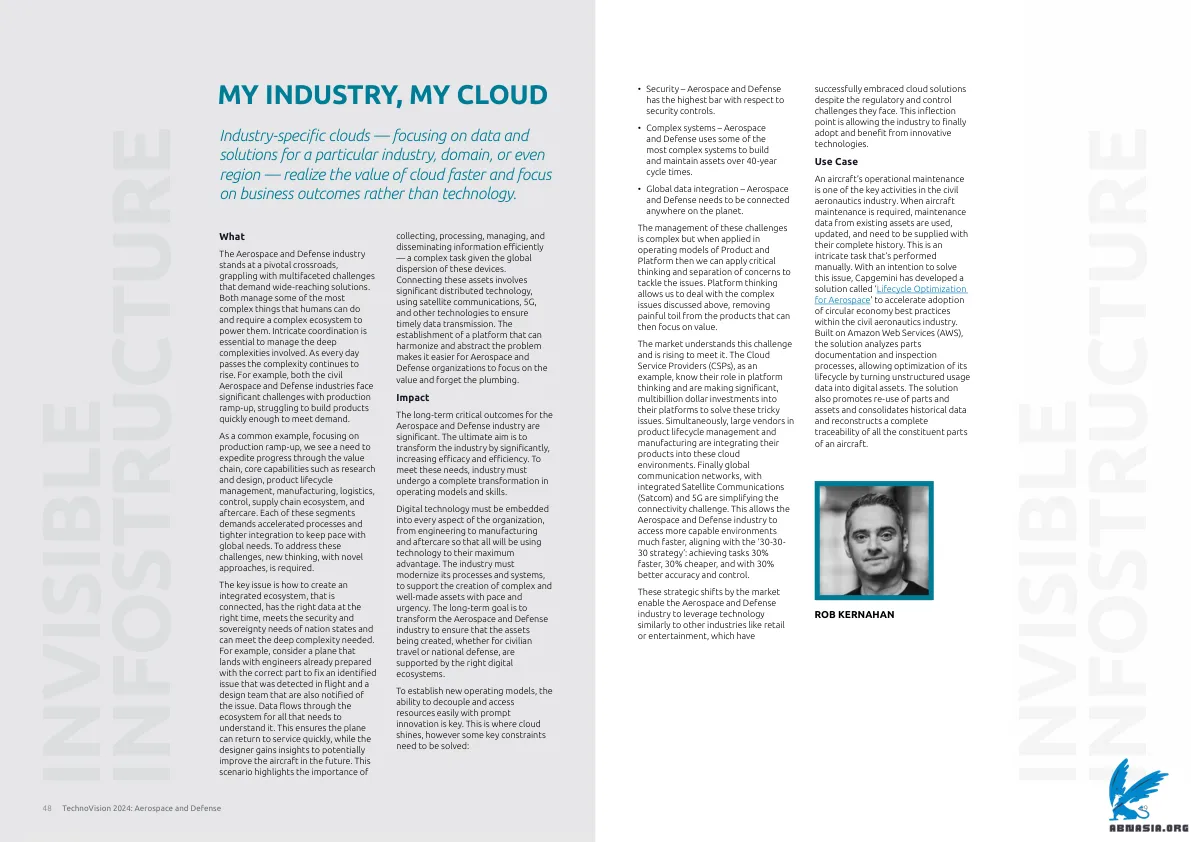 INVISIBLE
INFOSTRUCTURE
MY INDUSTRY, MY CLOUD
Industry-specific clouds — focusing on data and
solutions for a particular industry, domain, or even
region — realize the value of cloud faster and focus
on business outcomes rather than technology.
What
The Aerospace and Defense industry
stands at a pivotal crossroads,
grappling with multifaceted challenges
that demand wide-reaching solutions.
Both manage some of the most
complex things that humans can do
and require a complex ecosystem to
power them. Intricate coordination is
essential to manage the deep
complexities involved. As every day
passes the complexity continues to
rise. For example, both the civil
Aerospace and Defense industries face
significant challenges with production
ramp-up, struggling to build products
quickly enough to meet demand.
As a common example, focusing on
production ramp-up, we see a need to
expedite progress through the value
chain, core capabilities such as research
and design, product lifecycle
management, manufacturing, logistics,
control, supply chain ecosystem, and
aftercare. Each of these segments
demands accelerated processes and
tighter integration to keep pace with
global needs. To address these
challenges, new thinking, with novel
approaches, is required.
The key issue is how to create an
integrated ecosystem, that is
connected, has the right data at the
right time, meets the security and
sovereignty needs of nation states and
can meet the deep complexity needed.
For example, consider a plane that
lands with engineers already prepared
with the correct part to fix an identified
issue that was detected in flight and a
design team that are also notified of
the issue. Data flows through the
ecosystem for all that needs to
understand it. This ensures the plane
can return to service quickly, while the
designer gains insights to potentially
improve the aircraft in the future. This
scenario highlights the importance of
collecting, processing, managing, and
disseminating information efficiently
— a complex task given the global
dispersion of these devices.
Connecting these assets involves
significant distributed technology,
using satellite communications, 5G,
and other technologies to ensure
timely data transmission. The
establishment of a platform that can
harmonize and abstract the problem
makes it easier for Aerospace and
Defense organizations to focus on the
value and forget the plumbing.
Impact
The long-term critical outcomes for the
Aerospace and Defense industry are
significant. The ultimate aim is to
transform the industry by significantly,
increasing efficacy and efficiency. To
meet these needs, industry must
undergo a complete transformation in
operating models and skills.
Digital technology must be embedded
into every aspect of the organization,
from engineering to manufacturing
and aftercare so that all will be using
technology to their maximum
advantage. The industry must
modernize its processes and systems,
to support the creation of complex and
well-made assets with pace and
urgency. The long-term goal is to
transform the Aerospace and Defense
industry to ensure that the assets
being created, whether for civilian
travel or national defense, are
supported by the right digital
ecosystems.
To establish new operating models, the
ability to decouple and access
resources easily with prompt
innovation is key. This is where cloud
shines, however some key constraints
need to be solved:
48 TechnoVision 2024: Aerospace and Defense
• Security – Aerospace and Defense
has the highest bar with respect to
security controls.
• Complex systems – Aerospace
and Defense uses some of the
most complex systems to build
and maintain assets over 40-year
cycle times.
• Global data integration – Aerospace
and Defense needs to be connected
anywhere on the planet.
The management of these challenges
is complex but when applied in
operating models of Product and
Platform then we can apply critical
thinking and separation of concerns to
tackle the issues. Platform thinking
allows us to deal with the complex
issues discussed above, removing
painful toil from the products that can
then focus on value.
The market understands this challenge
and is rising to meet it. The Cloud
Service Providers (CSPs), as an
example, know their role in platform
thinking and are making significant,
multibillion dollar investments into
their platforms to solve these tricky
issues. Simultaneously, large vendors in
product lifecycle management and
manufacturing are integrating their
products into these cloud
environments. Finally global
communication networks, with
integrated Satellite Communications
(Satcom) and 5G are simplifying the
connectivity challenge. This allows the
Aerospace and Defense industry to
access more capable environments
much faster, aligning with the '30-30-
30 strategy': achieving tasks 30%
faster, 30% cheaper, and with 30%
better accuracy and control.
These strategic shifts by the market
enable the Aerospace and Defense
industry to leverage technology
similarly to other industries like retail
or entertainment, which have
successfully embraced cloud solutions
despite the regulatory and control
challenges they face. This inflection
point is allowing the industry to finally
adopt and benefit from innovative
technologies.
Use Case
An aircraft's operational maintenance
is one of the key activities in the civil
aeronautics industry. When aircraft
maintenance is required, maintenance
data from existing assets are used,
updated, and need to be supplied with
their complete history. This is an
intricate task that's performed
manually. With an intention to solve
this issue, Capgemini has developed a
solution called 'Lifecycle Optimization
for Aerospace' to accelerate adoption
of circular economy best practices
within the civil aeronautics industry.
Built on Amazon Web Services (AWS),
the solution analyzes parts
documentation and inspection
processes, allowing optimization of its
lifecycle by turning unstructured usage
data into digital assets. The solution
also promotes re-use of parts and
assets and consolidates historical data
and reconstructs a complete
traceability of all the constituent parts
of an aircraft.
ROB KERNAHAN
INVISIBLE
INFOSTRUCTURE
ABNASIA.ORG